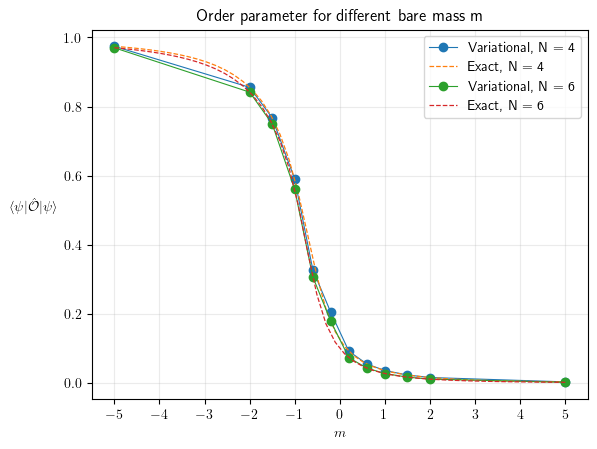 Order parameter for different bare mass m
1.0
0.8
0.6
0.4
0.2
0.0
⟨ψ|𝒪̂|ψ⟩
−5 −4 −3 −2 −1 0 1 2 3 4 5
m
Variational, N = 4
Exact, N = 4
Variational, N = 6
Exact, N = 6